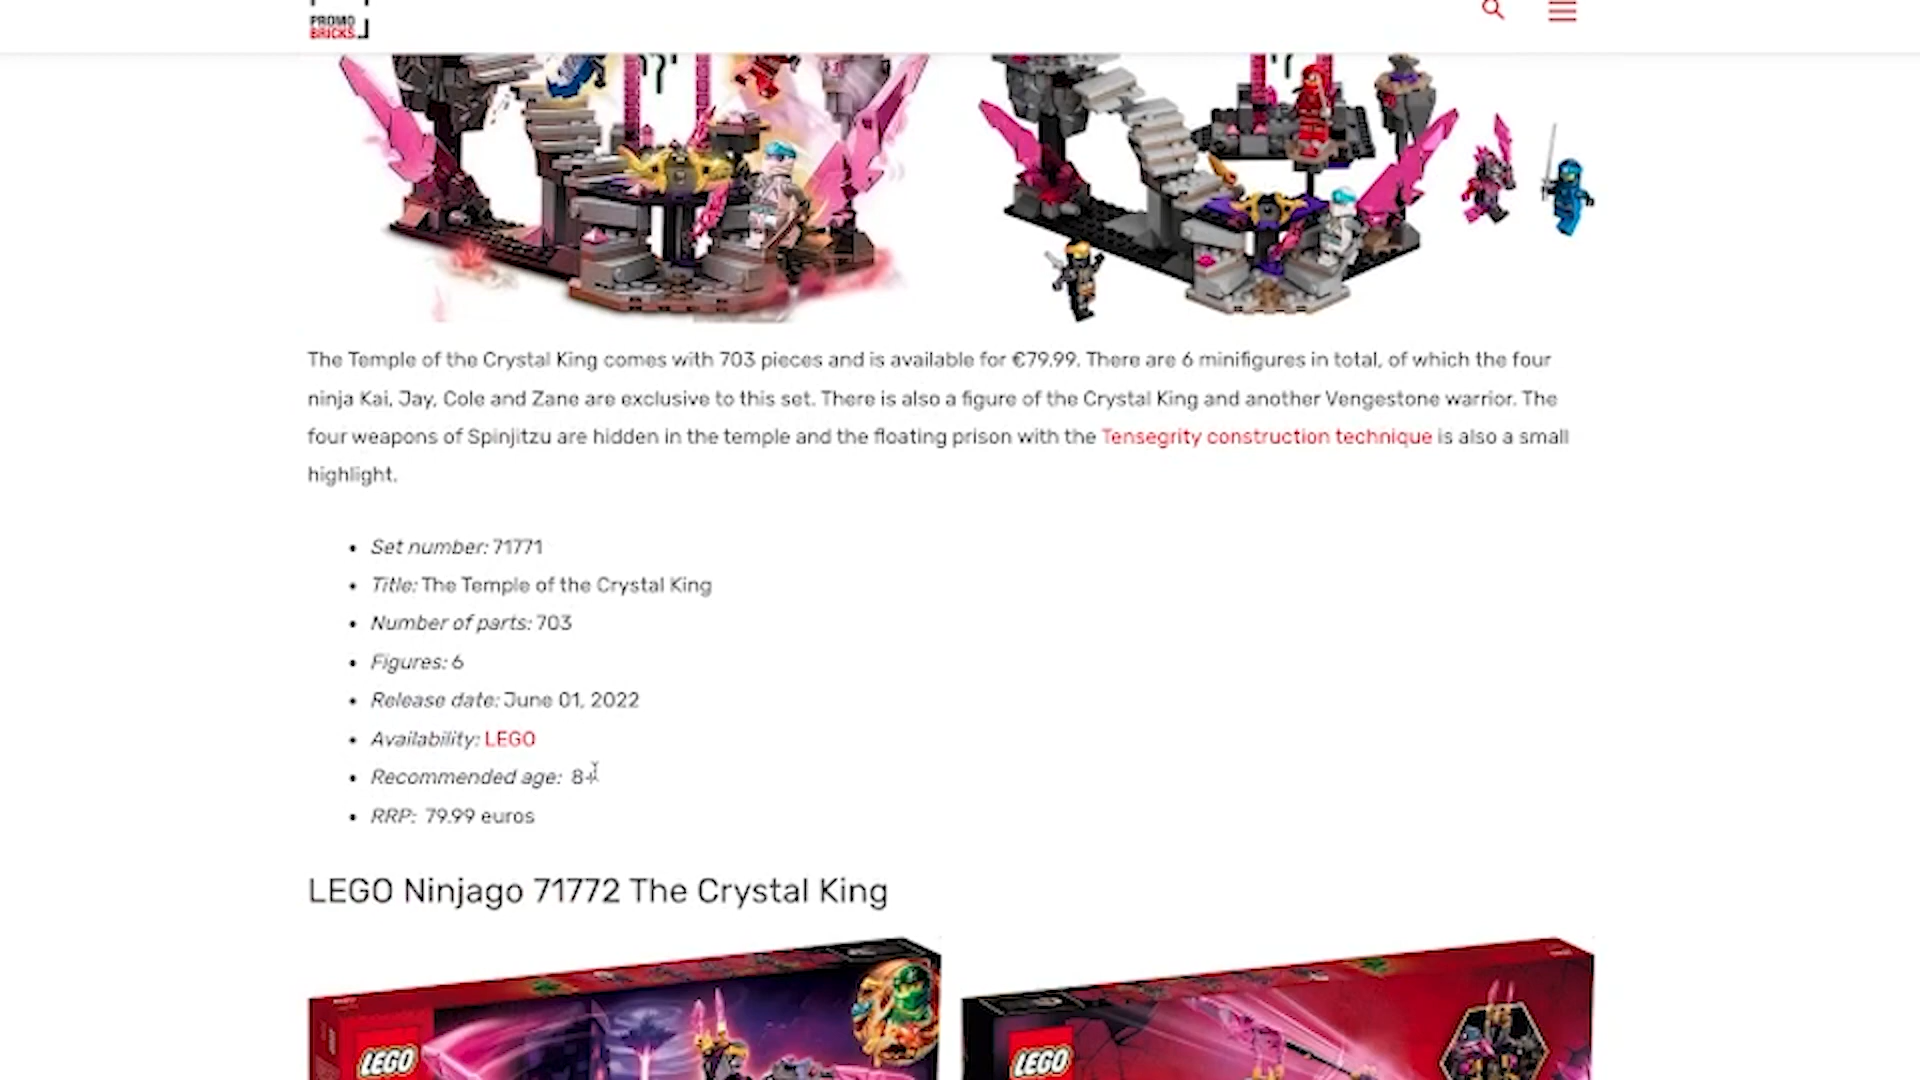 PROMO
BRICKS
The Temple of the Crystal King comes with 703 pieces and is available for €79.99. There are 6 minifigures in total, of which the four
ninja Kai, Jay, Cole and Zane are exclusive to this set. There is also a figure of the Crystal King and another Vengestone warrior. The
four weapons of Spinjitzu are hidden in the temple and the floating prison with the Tensegrity construction technique is also a small
highlight.
• Set number: 71771
• Title: The Temple of the Crystal King
• Number of parts: 703
• Figures: 6
• Release date: June 01, 2022
• Availability: LEGO
• Recommended age: 8+
• RRP: 79.99 euros
LEGO Ninjago 71772 The Crystal King
LEGO
LEGO